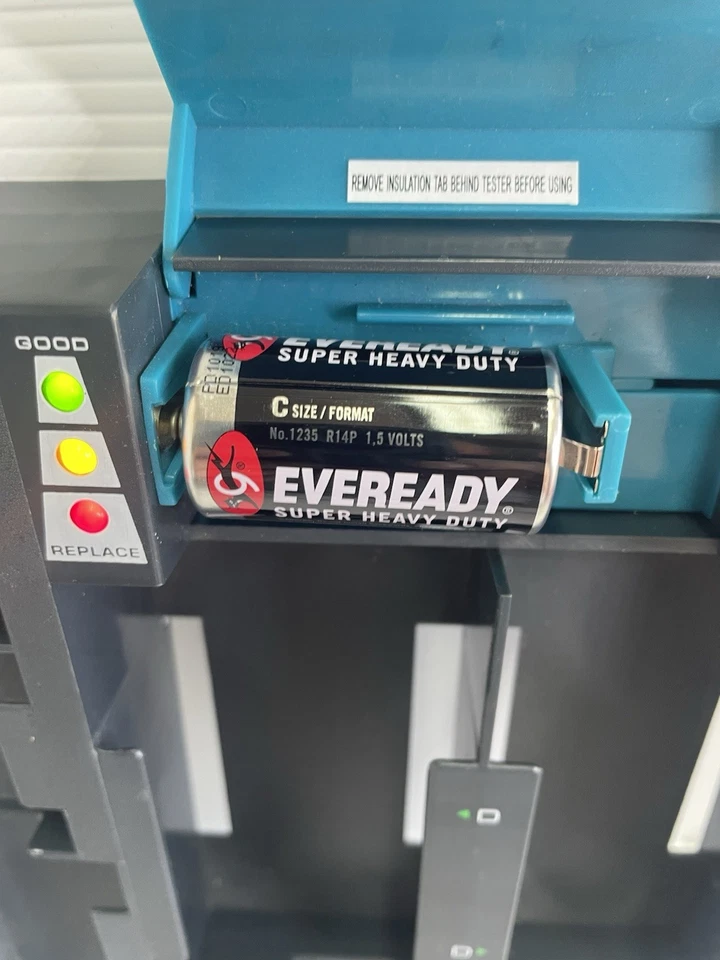 REMOVE INSULATION TAB BEHIND TESTER BEFORE USING
GOOD
REPLACE
EVEREADY®
SUPER HEAVY DUTY
C SIZE / FORMAT
No.1235 R14P 1,5 VOLTS
9
EVEREADY®
SUPER HEAVY DUTY
D
D